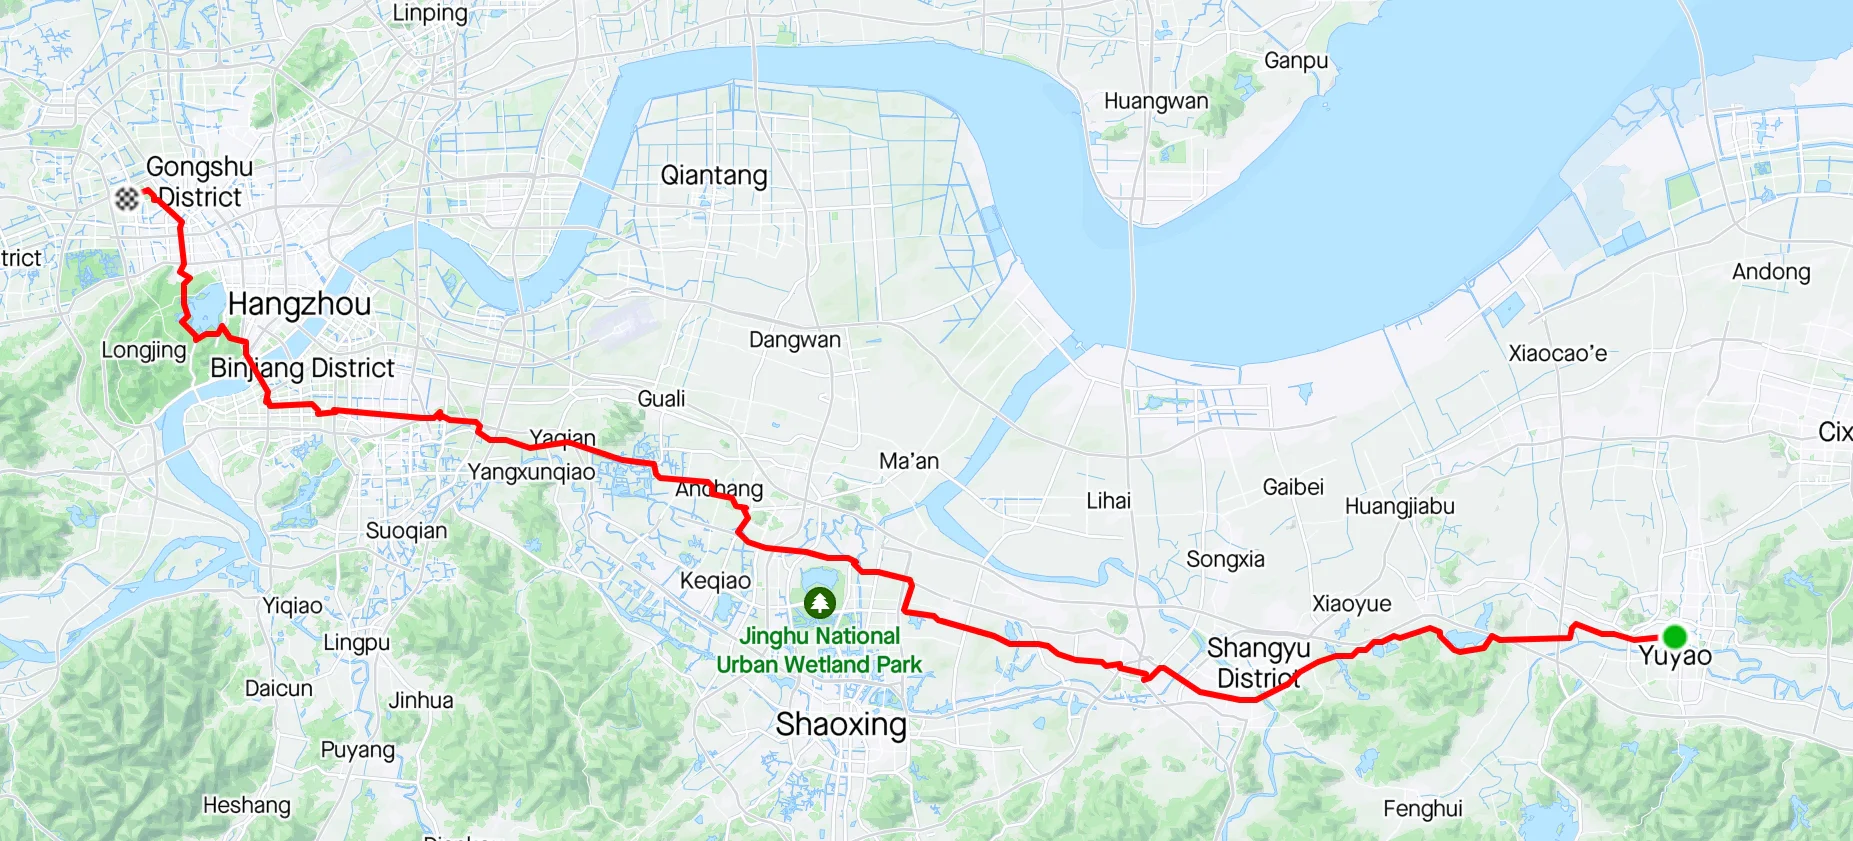 Linping
Ganpu
Huangwan
Gongshu
District
Qiantang
trict
Andong
Hangzhou
Dangwan
Longjing
Xiaocao’e
Binjiang District
Guali
Cix
Yaqian
Ma’an
Yangxunqiao
Anchang
Gaibei
Lihai
Huangjiabu
Suoqian
Songxia
Keqiao
Yiqiao
Xiaoyue
Jinghu National
Urban Wetland Park
Lingpu
Shangyu
District
Yuyao
Daicun
Jinhua
Shaoxing
Puyang
Heshang
Fenghui